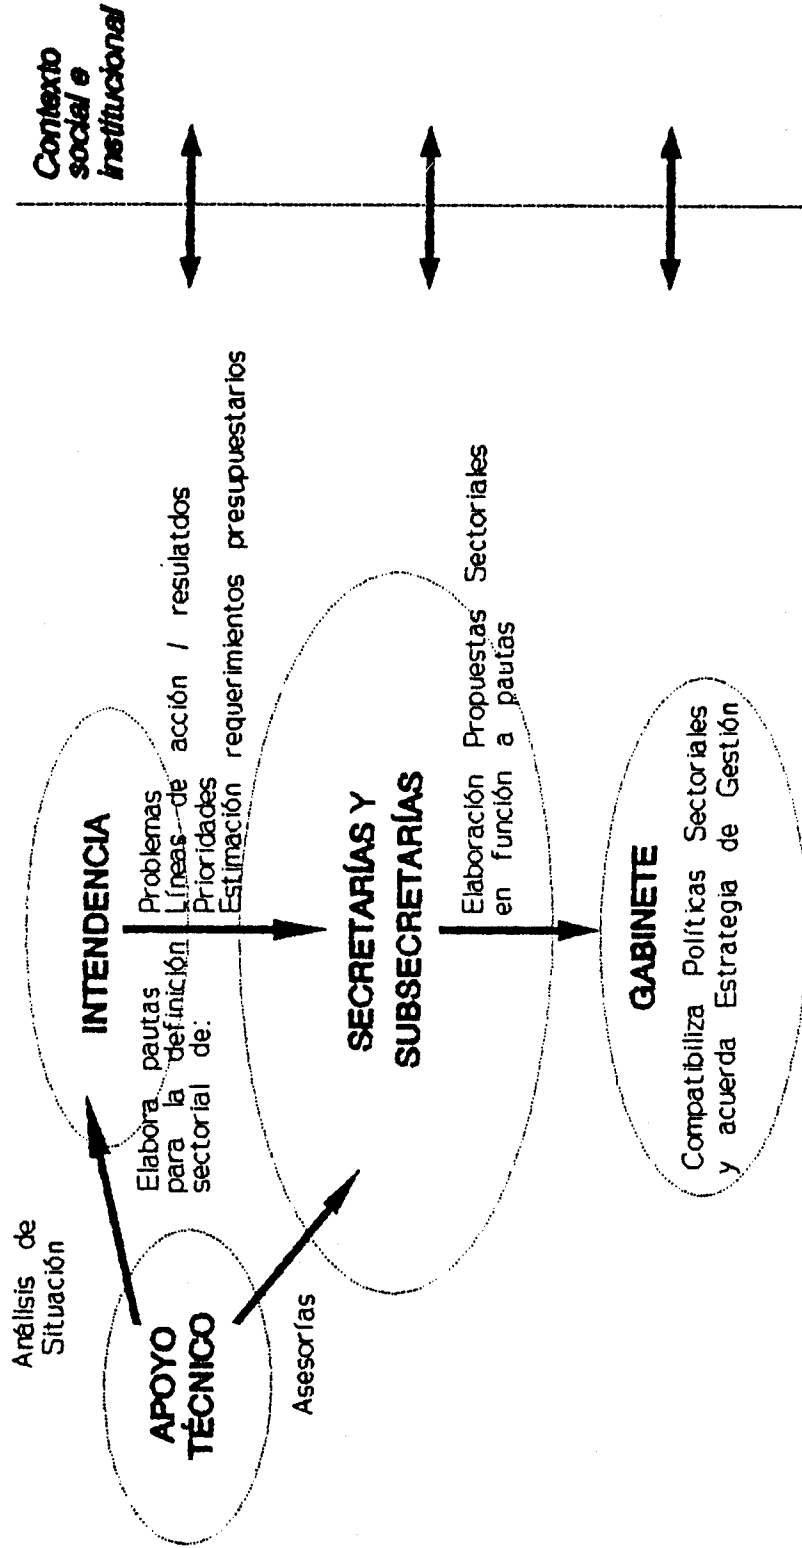 Contexto
social e
institucional
Análisis de
Situación
APOYO
TÉCNICO
Asesorías
INTENDENCIA
Elabora pautas
para la definición
sectorial de:
Problemas
Líneas de acción / resulatdos
Prioridades
Estimación requerimientos presupuestarios
SECRETARÍAS Y
SUBSECRETARÍAS
Elaboración Propuestas Sectoriales
en función a pautas
GABINETE
Compatibiliza Políticas Sectoriales
y acuerda Estrategia de Gestión